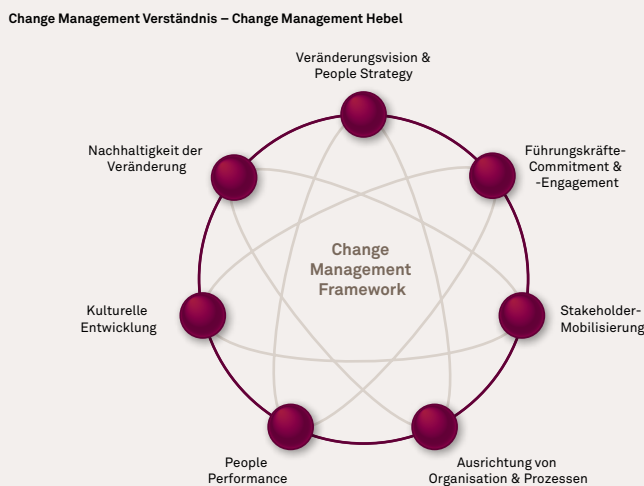 Change Management Verständnis – Change Management Hebel
Veränderungsvision &
People Strategy
Führungskräfte-
Commitment &
-Engagement
Stakeholder-
Mobilisierung
Ausrichtung von
Organisation & Prozessen
People
Performance
Kulturelle
Entwicklung
Nachhaltigkeit der
Veränderung
Change
Management
Framework